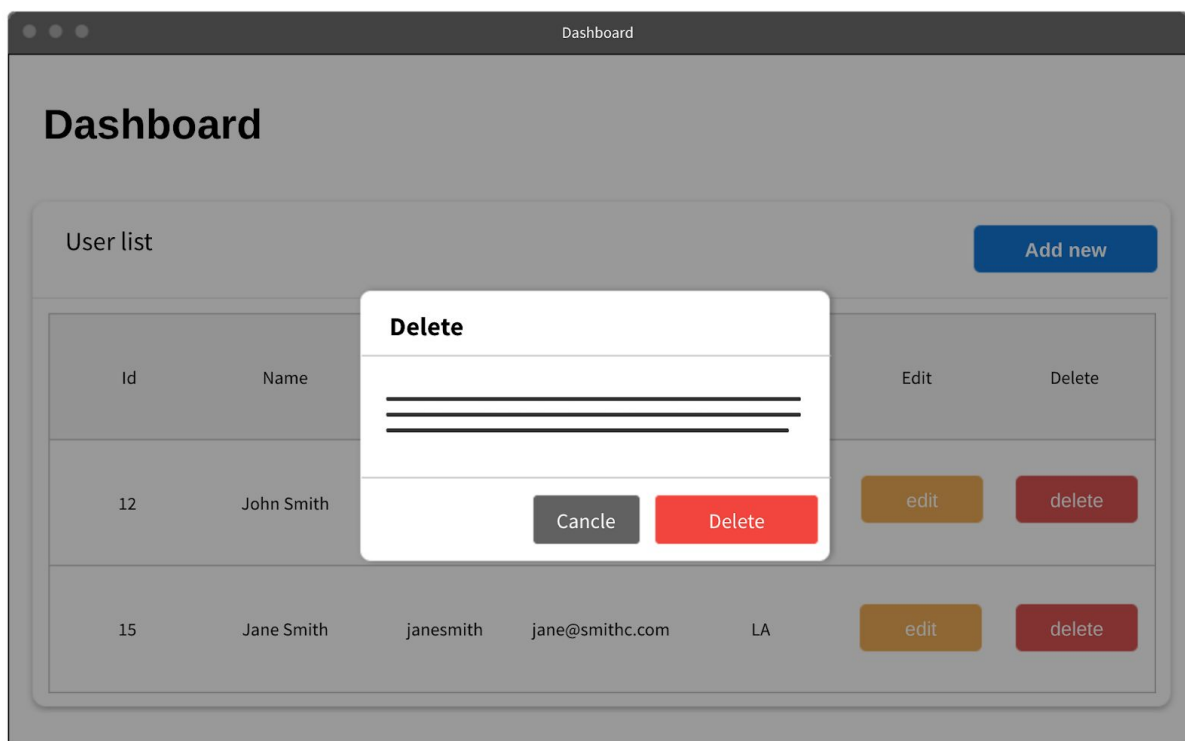 Dashboard
Dashboard
User list
Add new
Delete
Id Name Edit Delete
12 John Smith edit delete
Cancle Delete
15 Jane Smith janesmith jane@smithc.com LA edit delete